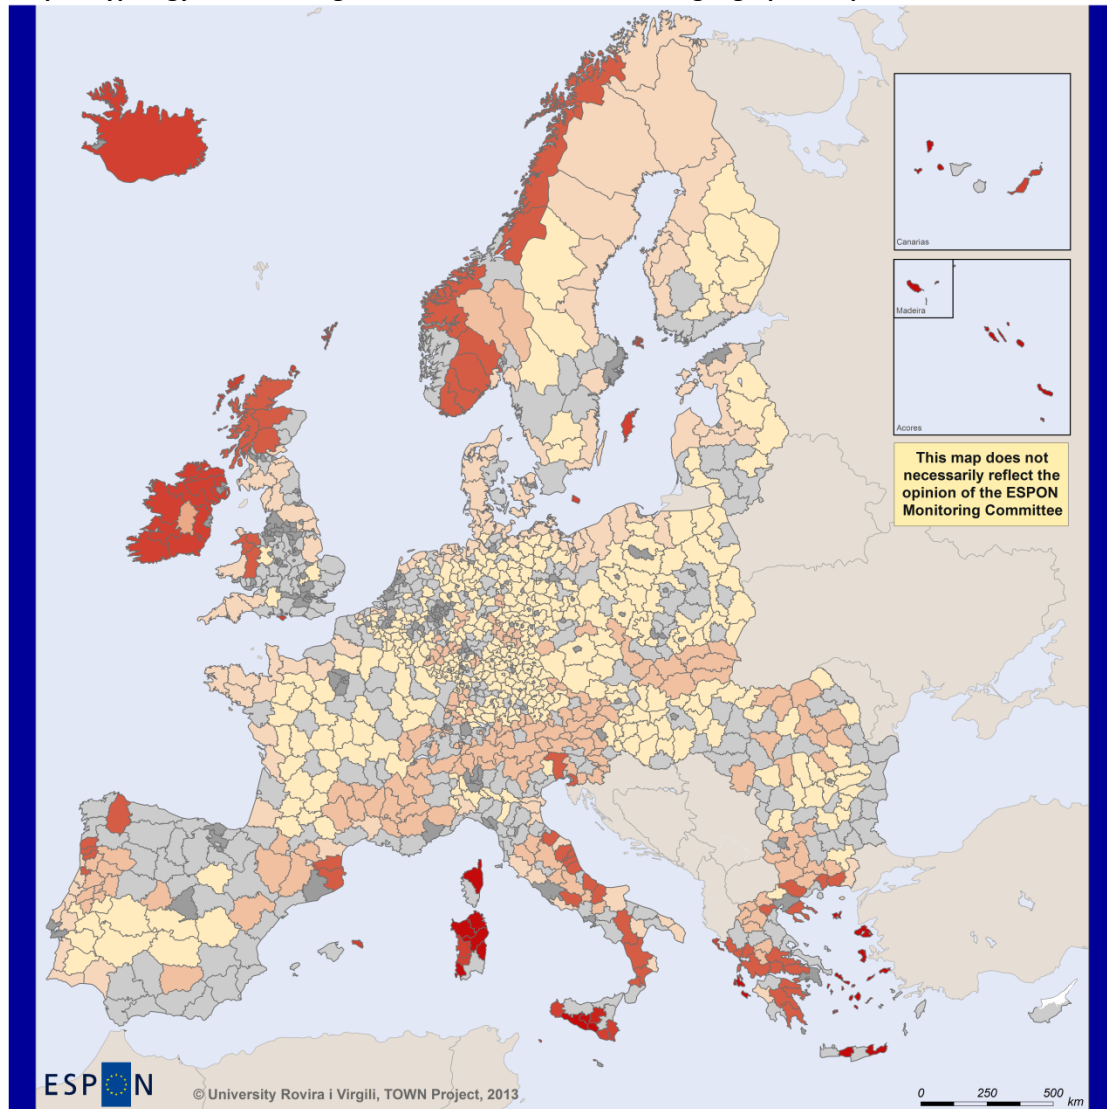 Canarias
Madeira
Acores
This map does not
necessarily reflect the
opinion of the ESPON
Monitoring Committee
ESPON
© University Rovira i Virgili, TOWN Project, 2013
0 250 500
km